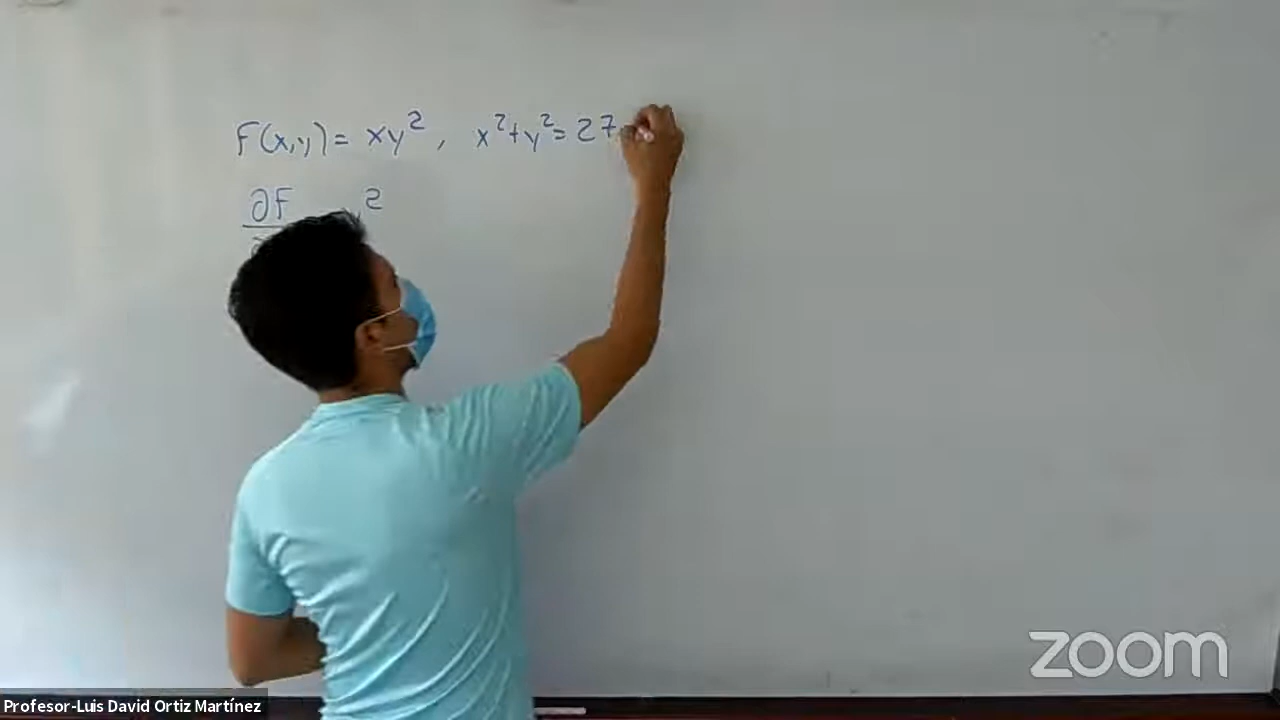 F(x,y) = xy², x²+y² = 27
∂F ²
zoom
Profesor-Luis David Ortiz Martínez